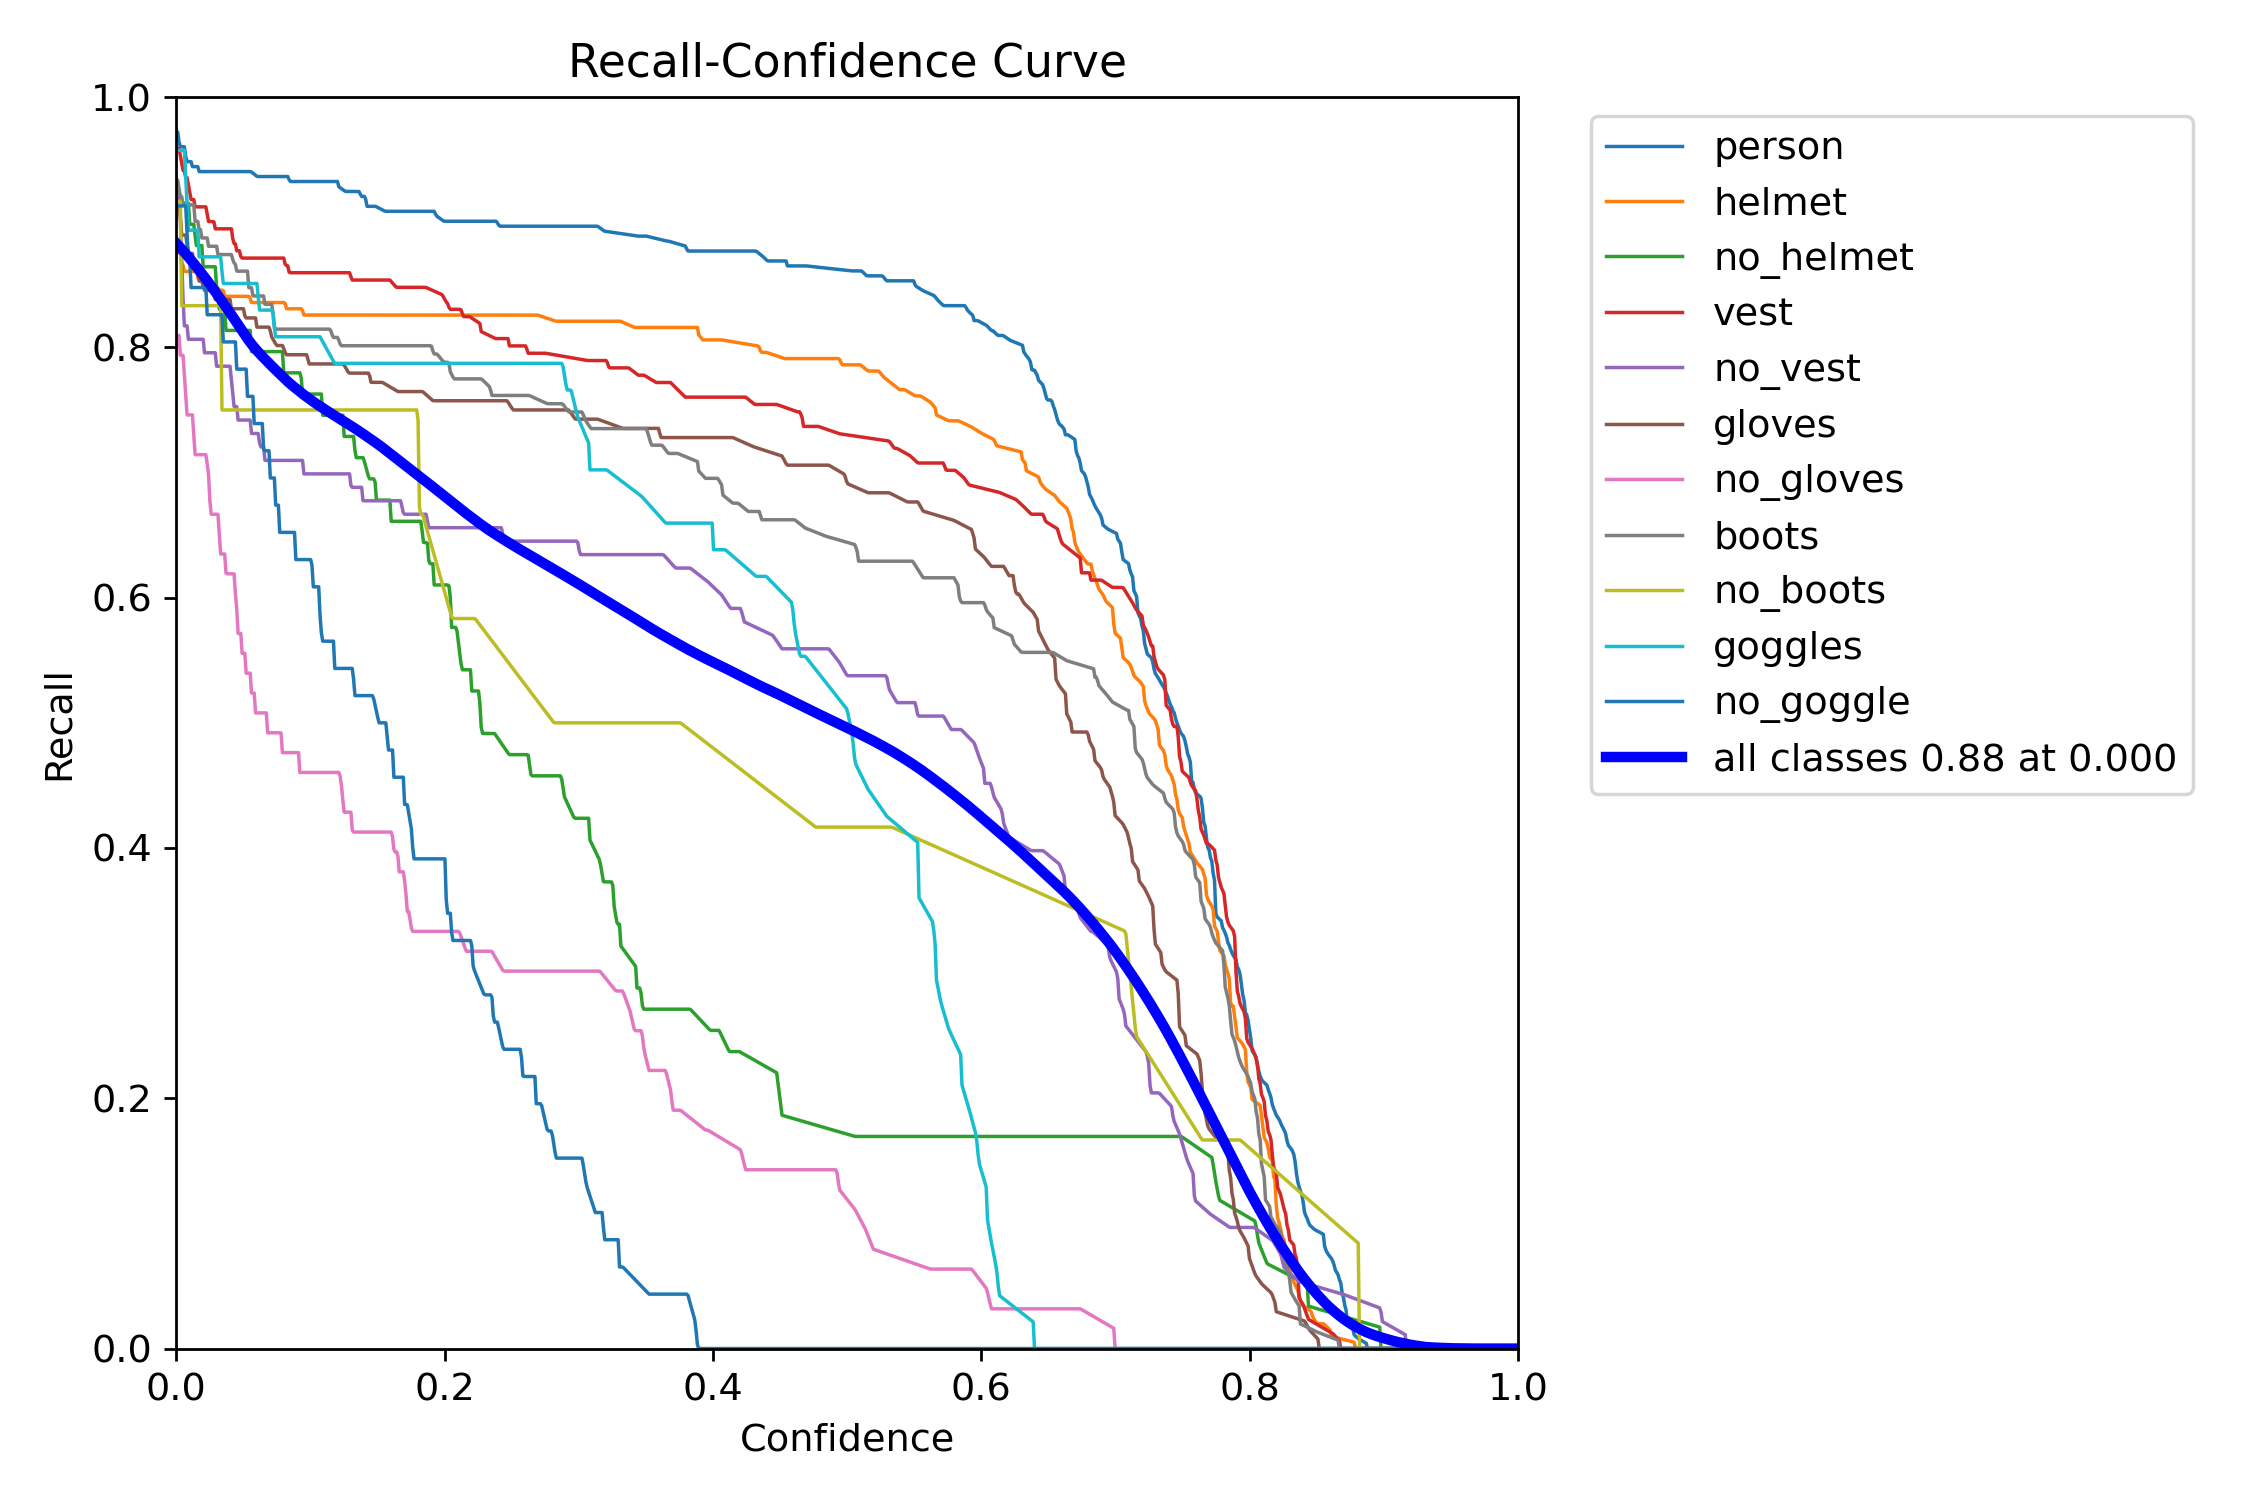 Recall-Confidence Curve
1.0
0.8
0.6
0.4
0.2
0.0
Recall
0.0 0.2 0.4 0.6 0.8 1.0
Confidence
person
helmet
no_helmet
vest
no_vest
gloves
no_gloves
boots
no_boots
goggles
no_goggle
all classes 0.88 at 0.000